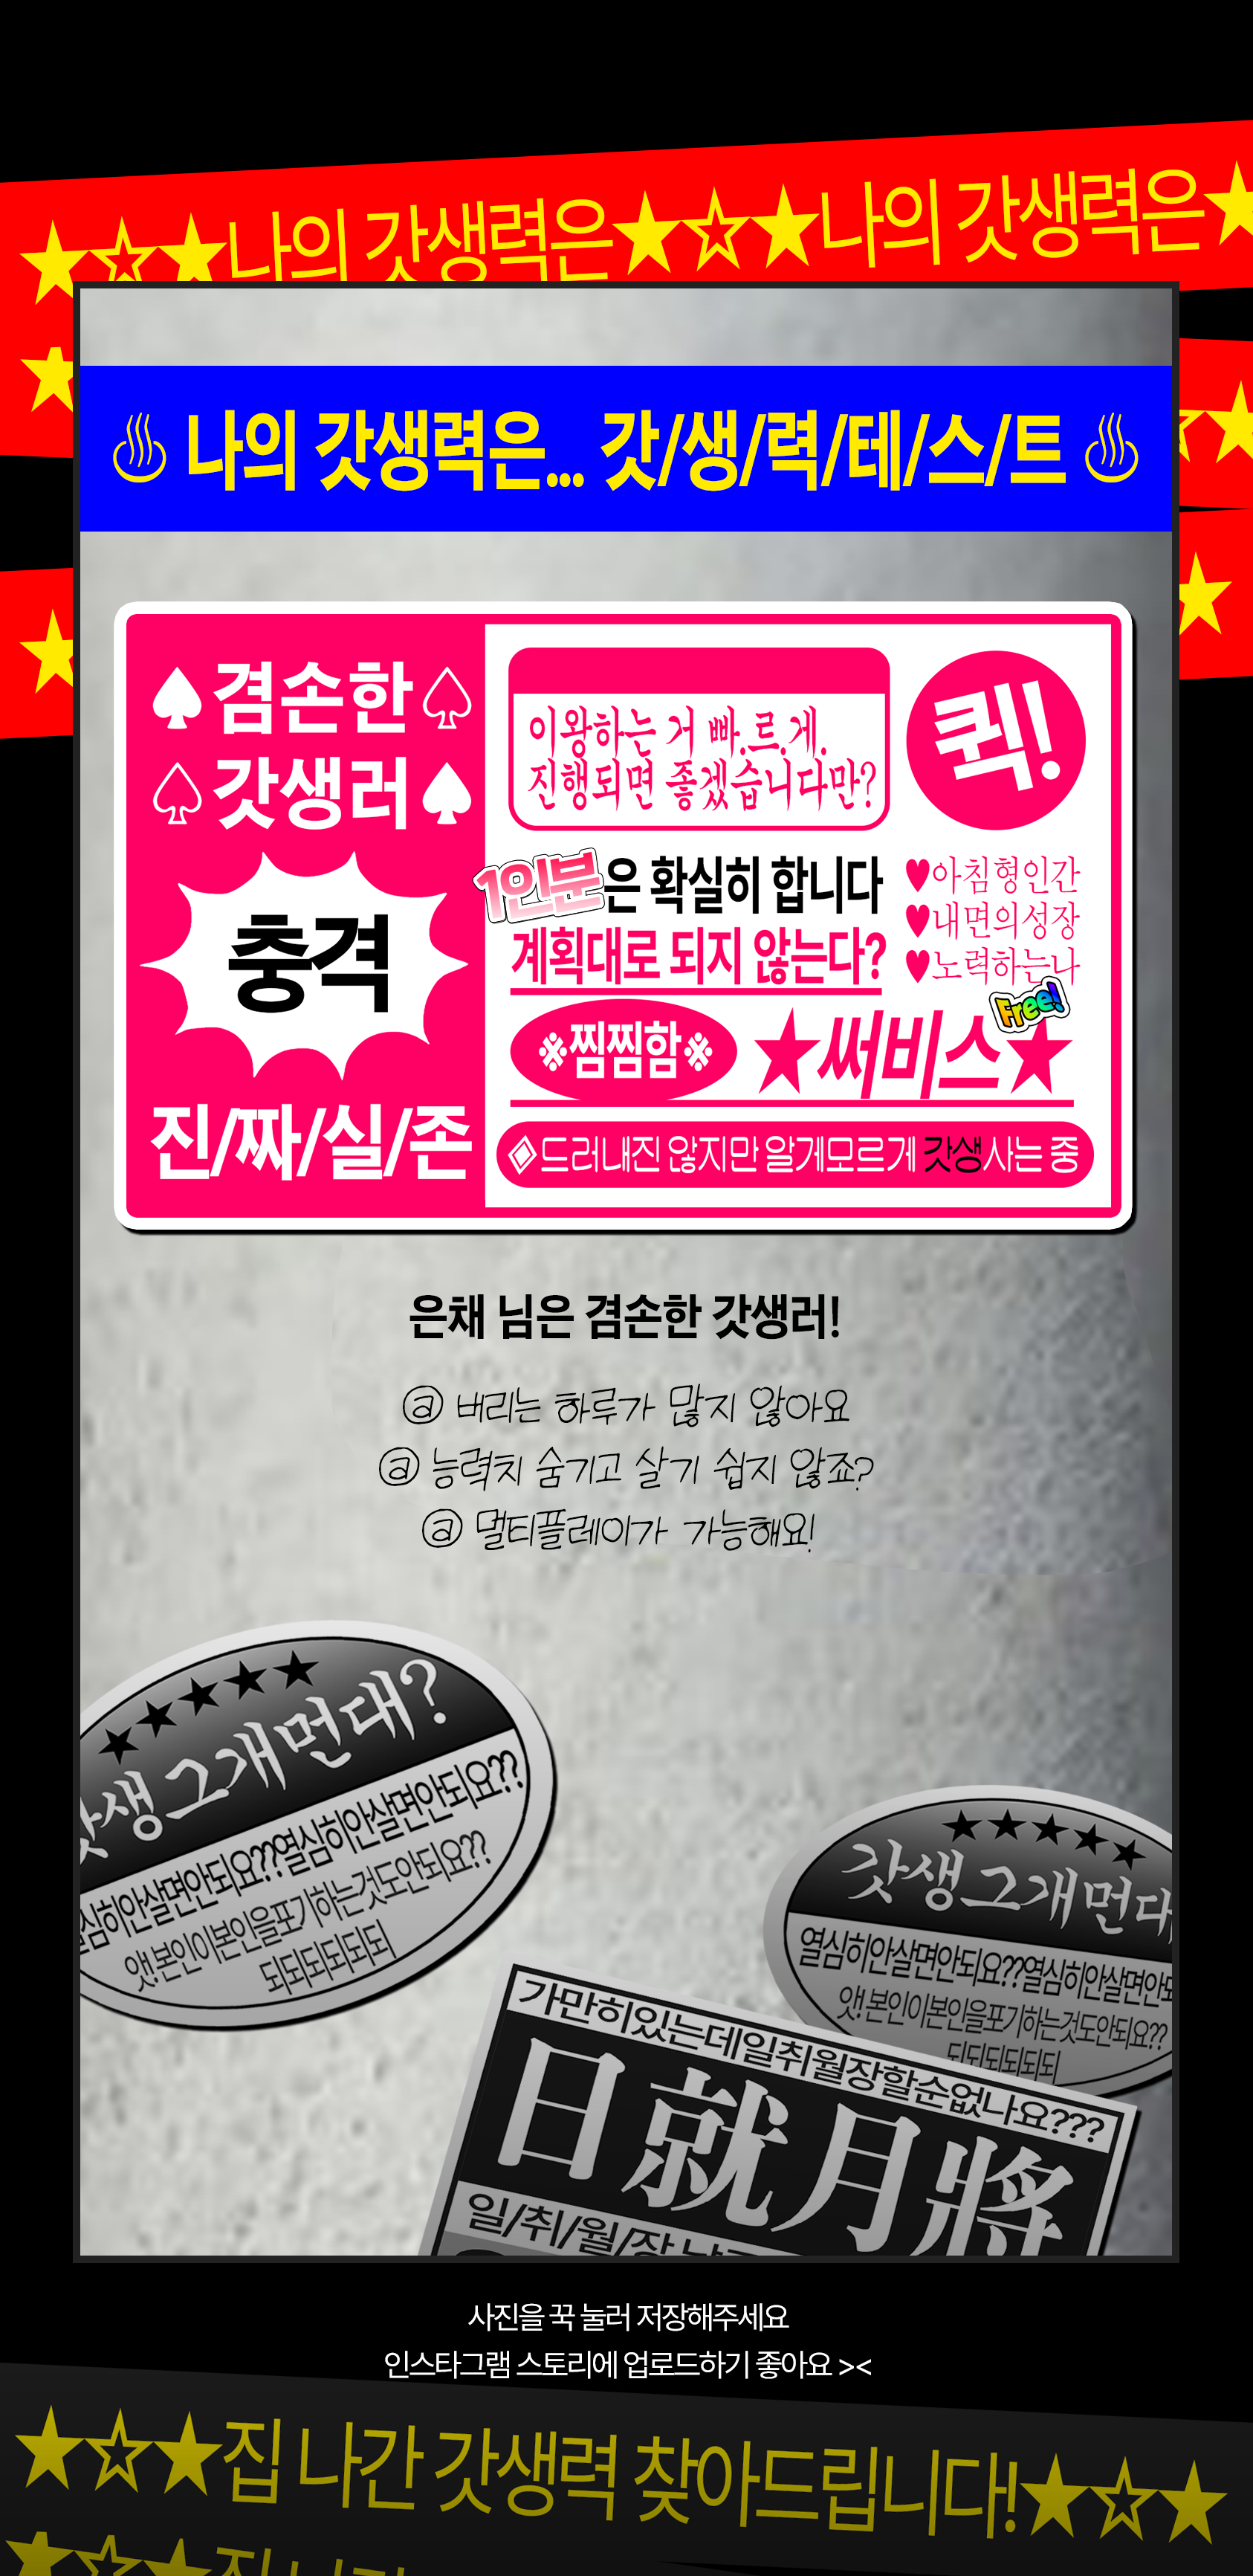 ★☆★나의 갓생력은★☆★나의 갓생력은★
♨ 나의 갓생력은... 갓/생/력/테/스/트 ♨
♠겸손한♤
♤갓생러♠
충격
진/짜/실/존
이왕하는 거 빠.르.게.
진행되면 좋겠습니다만?
퀵!
1인분은 확실히 합니다
계획대로 되지 않는다?
♥아침형인간
♥내면의성장
♥노력하는나
※찜찜함※
★써비스★
Free!
◈드러내진 않지만 알게모르게 갓생사는 중
은채 님은 겸손한 갓생러!
@ 버리는 하루가 많지 않아요
@ 능력치 숨기고 살기 쉽지 않죠?
@ 멀티플레이가 가능해요!
★★★★★
갓생 그개먼대?
열심히안살면안되요??열심히안살면안되요??
앗!본인이본인을포기하는것도안되요??
되되되되되되
★★★★★
갓생 그개먼대
열심히안살면안되요??열심히안살면안되
앗!본인이본인을포기하는것도안되요??
되되되되되되
가만히있는데일취월장할순없나요???
日就月將
일/취/월/장
사진을 꾹 눌러 저장해주세요
인스타그램 스토리에 업로드하기 좋아요 ><
★☆★집 나간 갓생력 찾아드립니다!★☆★
★☆★집 나간